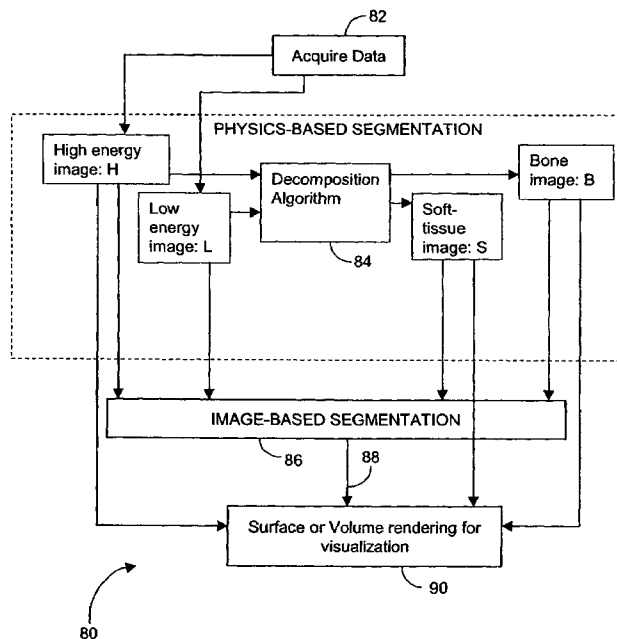 82
Acquire Data
PHYSICS-BASED SEGMENTATION
High energy
image: H
Low
energy
image: L
Decomposition
Algorithm
84
Soft-
tissue
image: S
Bone
image: B
IMAGE-BASED SEGMENTATION
86
88
Surface or Volume rendering for
visualization
90
80